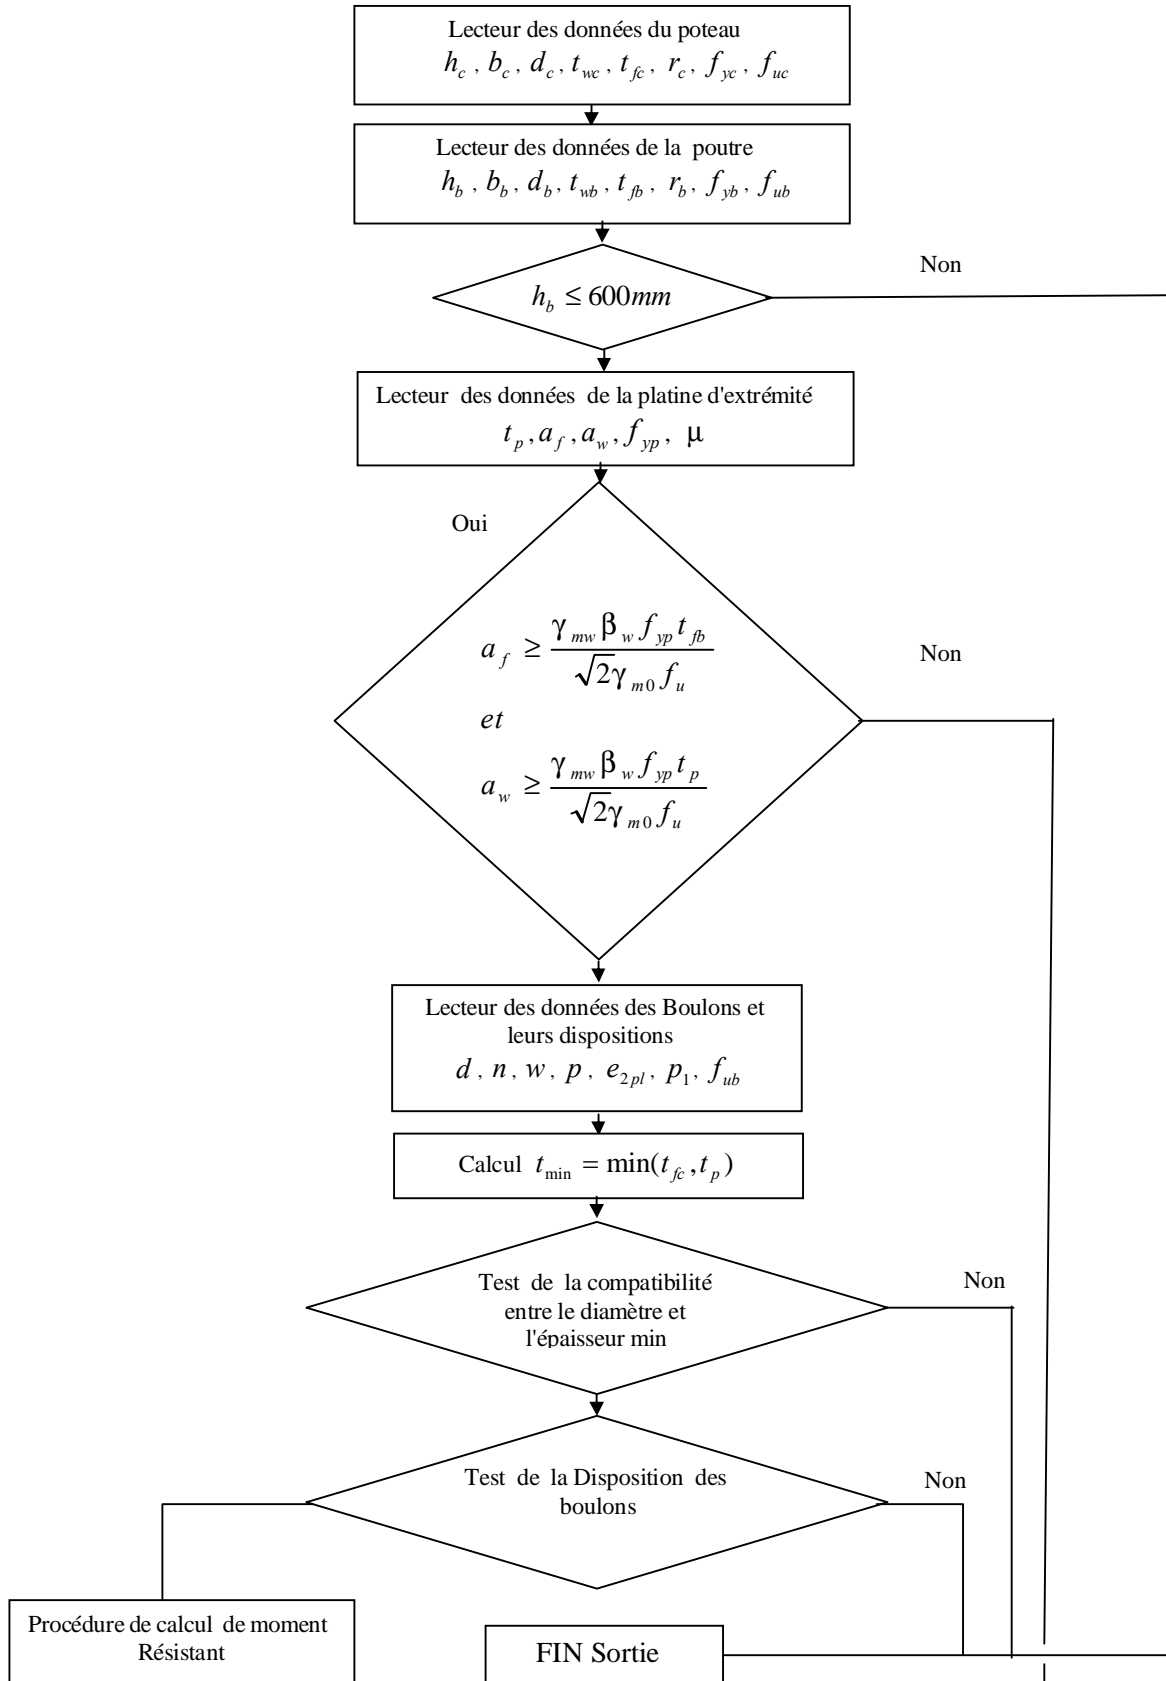 Lecteur des données du poteau
h_c , b_c , d_c , t_wc , t_fc , r_c , f_yc , f_uc
Lecteur des données de la poutre
h_b , b_b , d_b , t_wb , t_fb , r_b , f_yb , f_ub
Non
h_b ≤ 600mm
Lecteur des données de la platine d'extrémité
t_p , a_f , a_w , f_yp , μ
Oui
a_f ≥ γ_mw β_w f_yp t_fb / √2 γ_m0 f_u
Non
et
a_w ≥ γ_mw β_w f_yp t_p / √2 γ_m0 f_u
Lecteur des données des Boulons et
leurs dispositions
d , n , w , p , e_2pl , p_1 , f_ub
Calcul t_min = min(t_fc , t_p)
Test de la compatibilité
entre le diamètre et
l'épaisseur min
Non
Test de la Disposition des
boulons
Non
Procédure de calcul de moment
Résistant
FIN Sortie